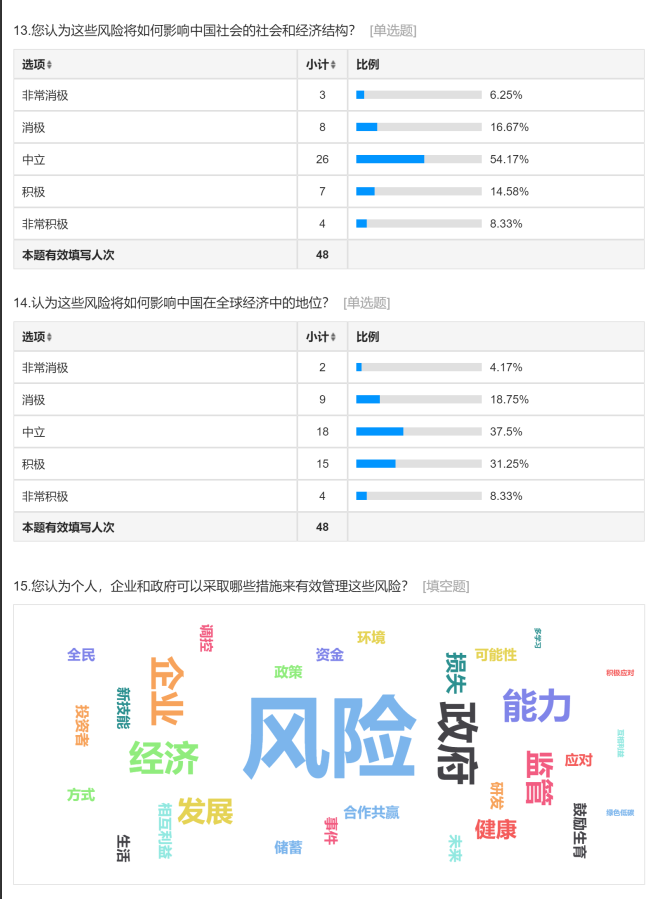 13.您认为这些风险将如何影响中国社会的社会和经济结构? [单选题]
选项 小计 比例
非常消极 3 6.25%
消极 8 16.67%
中立 26 54.17%
积极 7 14.58%
非常积极 4 8.33%
本题有效填写人次 48
14.认为这些风险将如何影响中国在全球经济中的地位? [单选题]
选项 小计 比例
非常消极 2 4.17%
消极 9 18.75%
中立 18 37.5%
积极 15 31.25%
非常积极 4 8.33%
本题有效填写人次 48
15.您认为个人，企业和政府可以采取哪些措施来有效管理这些风险? [填空题]
调控
环境
多学习
全民
资金
可能性
企业
政策
损失
积极应对
新技能
能力
投资者
风险
政府
经济
监管
应对
方式
研发
发展
合作共赢
绿色低碳
相互利益
事件
健康
鼓励生育
生活
储蓄
未来